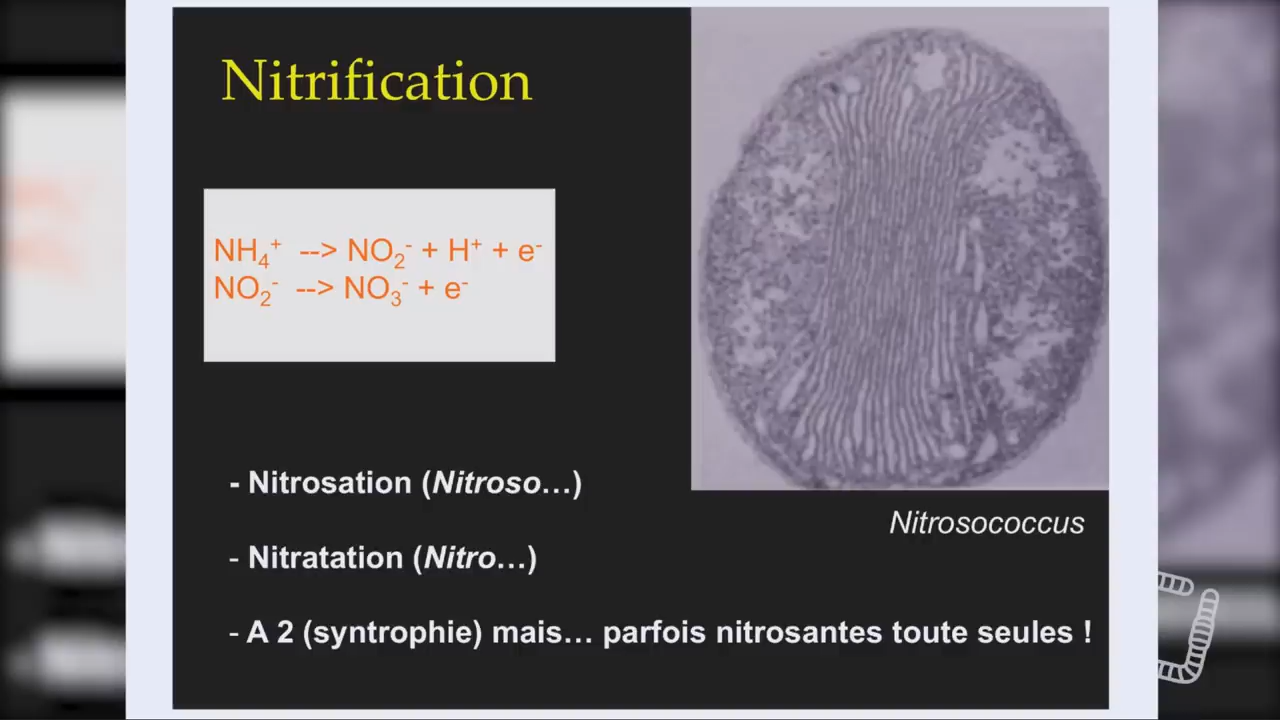 Nitrification
NH₄⁺ --> NO₂⁻ + H⁺ + e⁻
NO₂⁻ --> NO₃⁻ + e⁻
- Nitrosation (Nitroso…)
Nitrosococcus
- Nitratation (Nitro…)
- A 2 (syntrophie) mais… parfois nitrosantes toute seules !